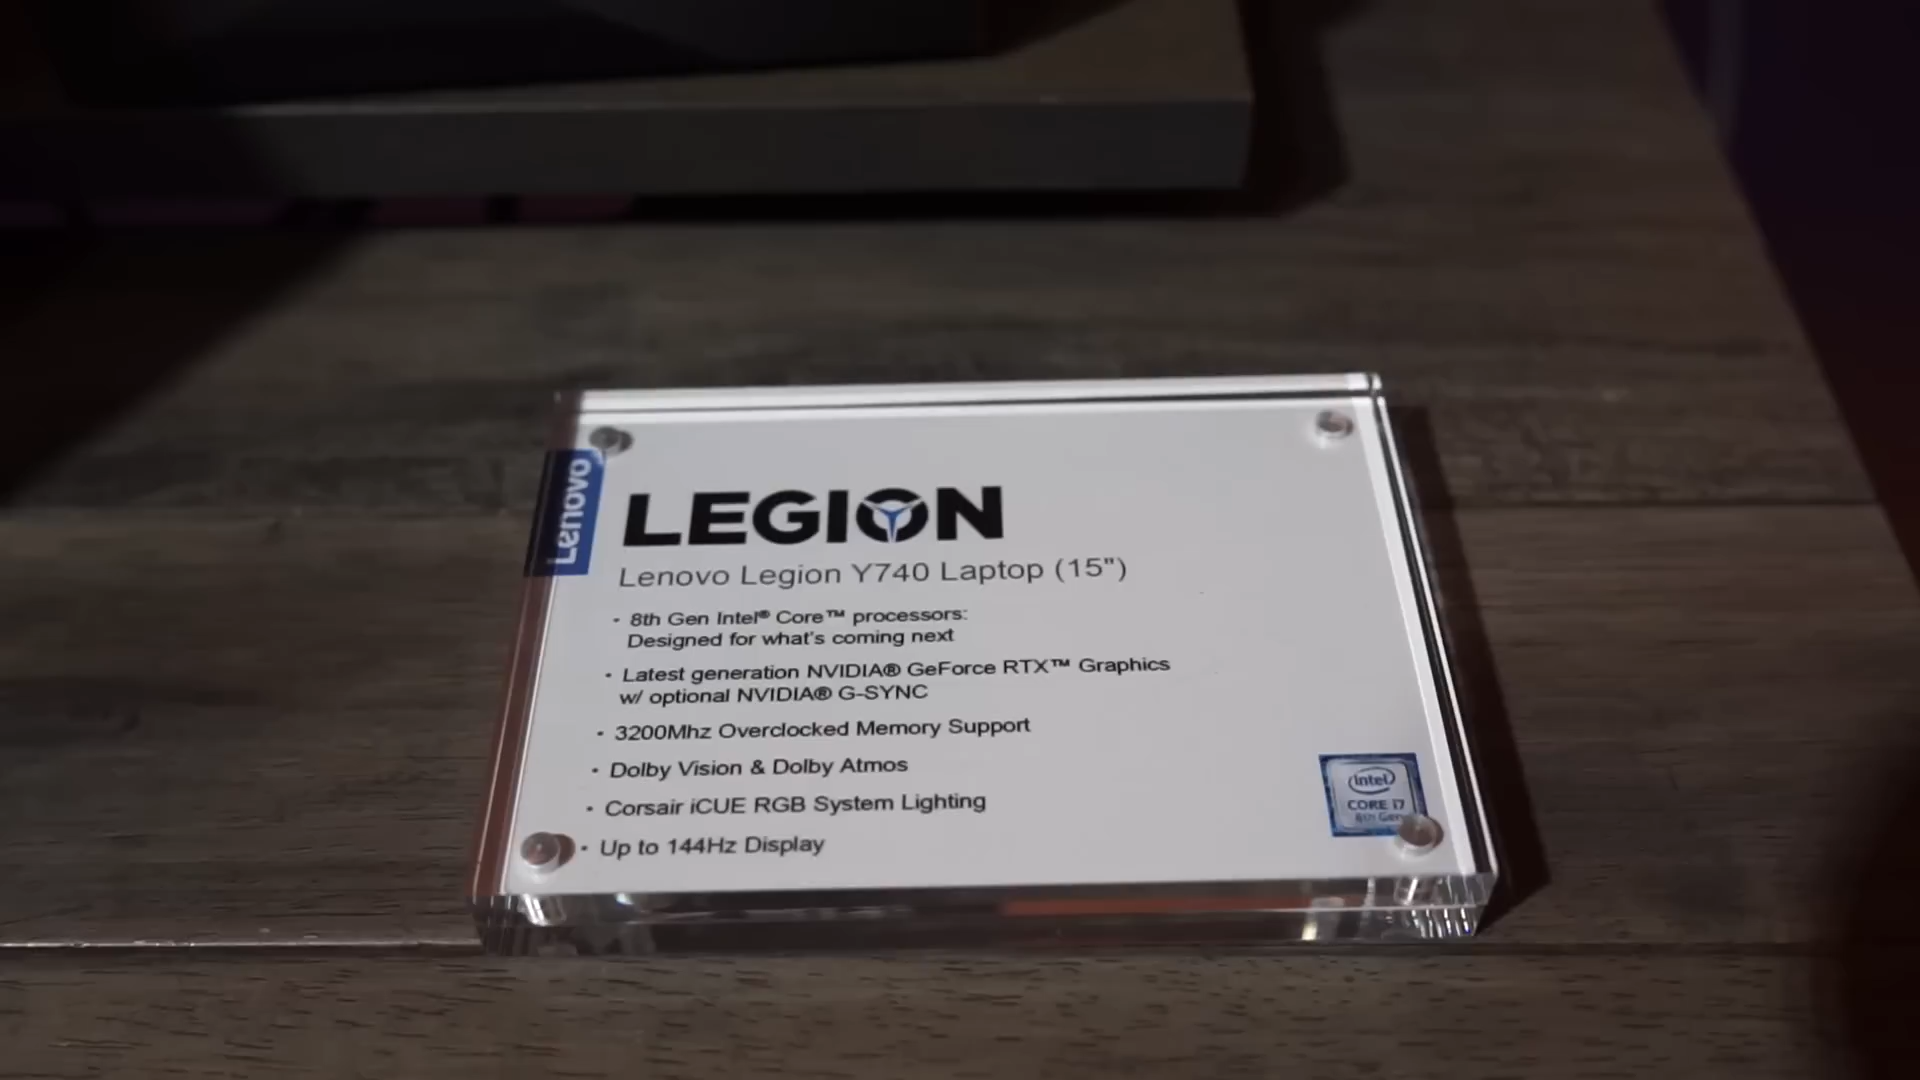 Lenovo
LEGION
Lenovo Legion Y740 Laptop (15")
• 8th Gen Intel® Core™ processors:
Designed for what's coming next
• Latest generation NVIDIA® GeForce RTX™ Graphics
w/ optional NVIDIA® G-SYNC
• 3200Mhz Overclocked Memory Support
• Dolby Vision & Dolby Atmos
• Corsair iCUE RGB System Lighting
• Up to 144Hz Display
intel
CORE i7
8th Gen